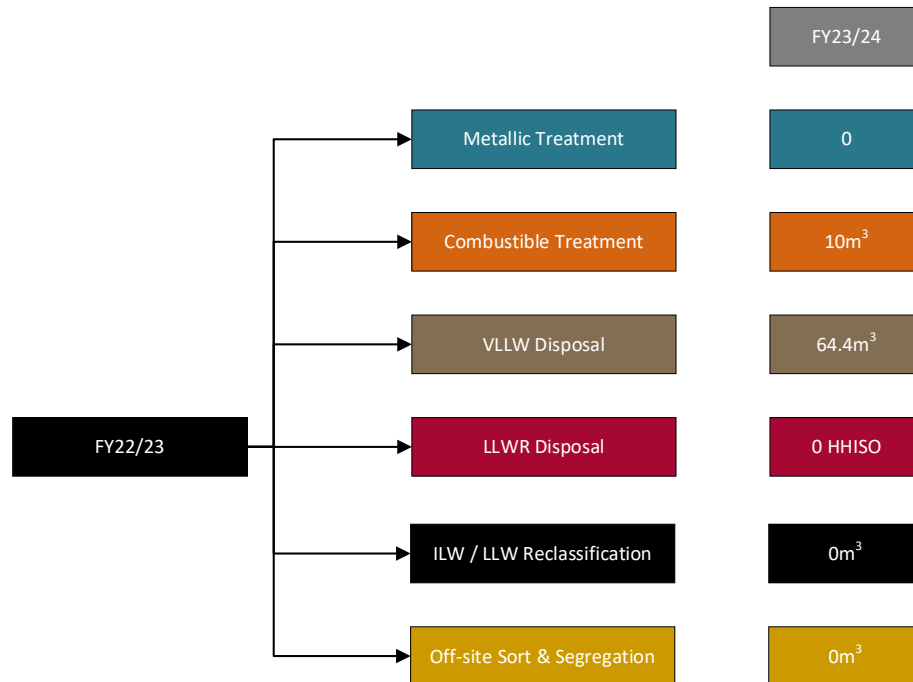 FY23/24
Metallic Treatment 0
Combustible Treatment 10m³
VLLW Disposal 64.4m³
FY22/23 LLWR Disposal 0 HHISO
ILW / LLW Reclassification 0m³
Off-site Sort & Segregation 0m³